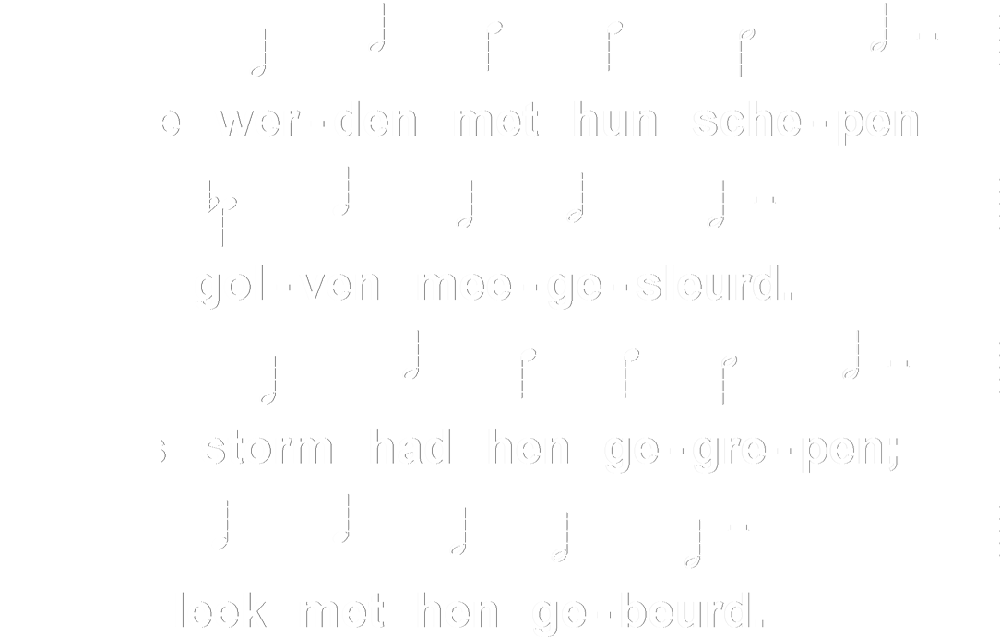 wer-den met hun sche-pen
gol-ven mee-ge-sleurd.
storm had hen ge-gre-pen;
leek met hen ge-beurd.